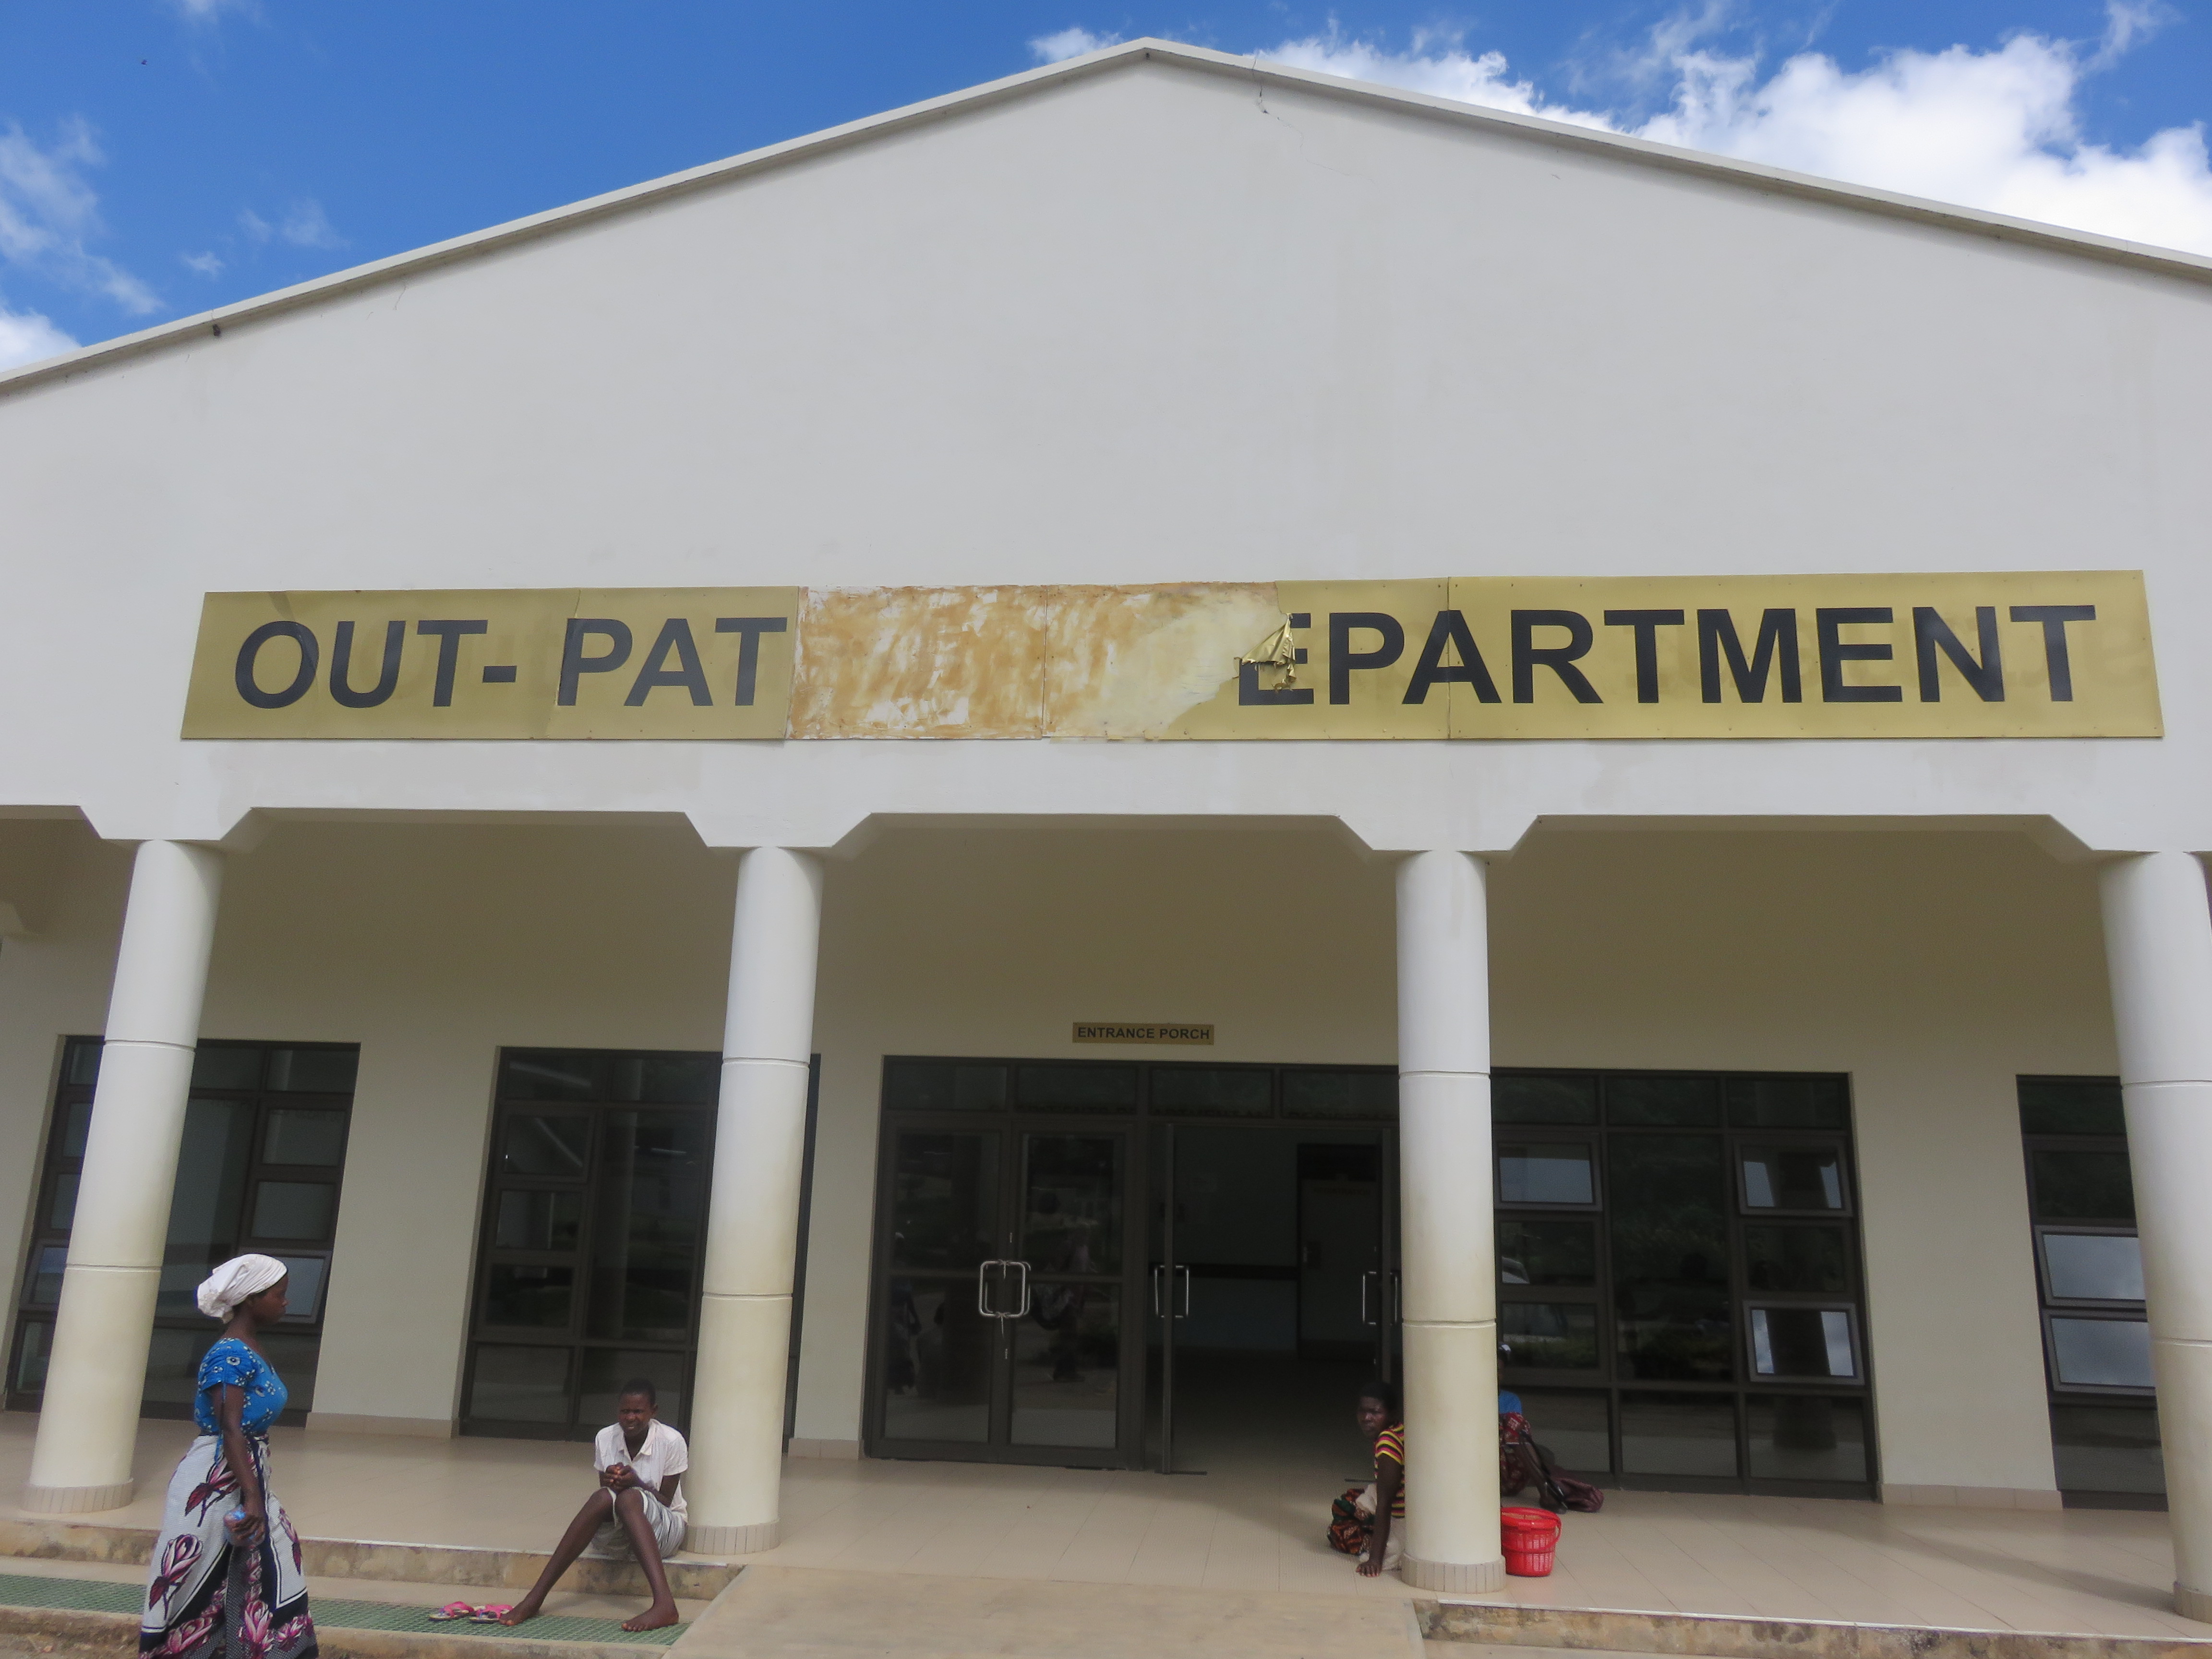 OUT- PAT EPARTMENT
ENTRANCE PORCH